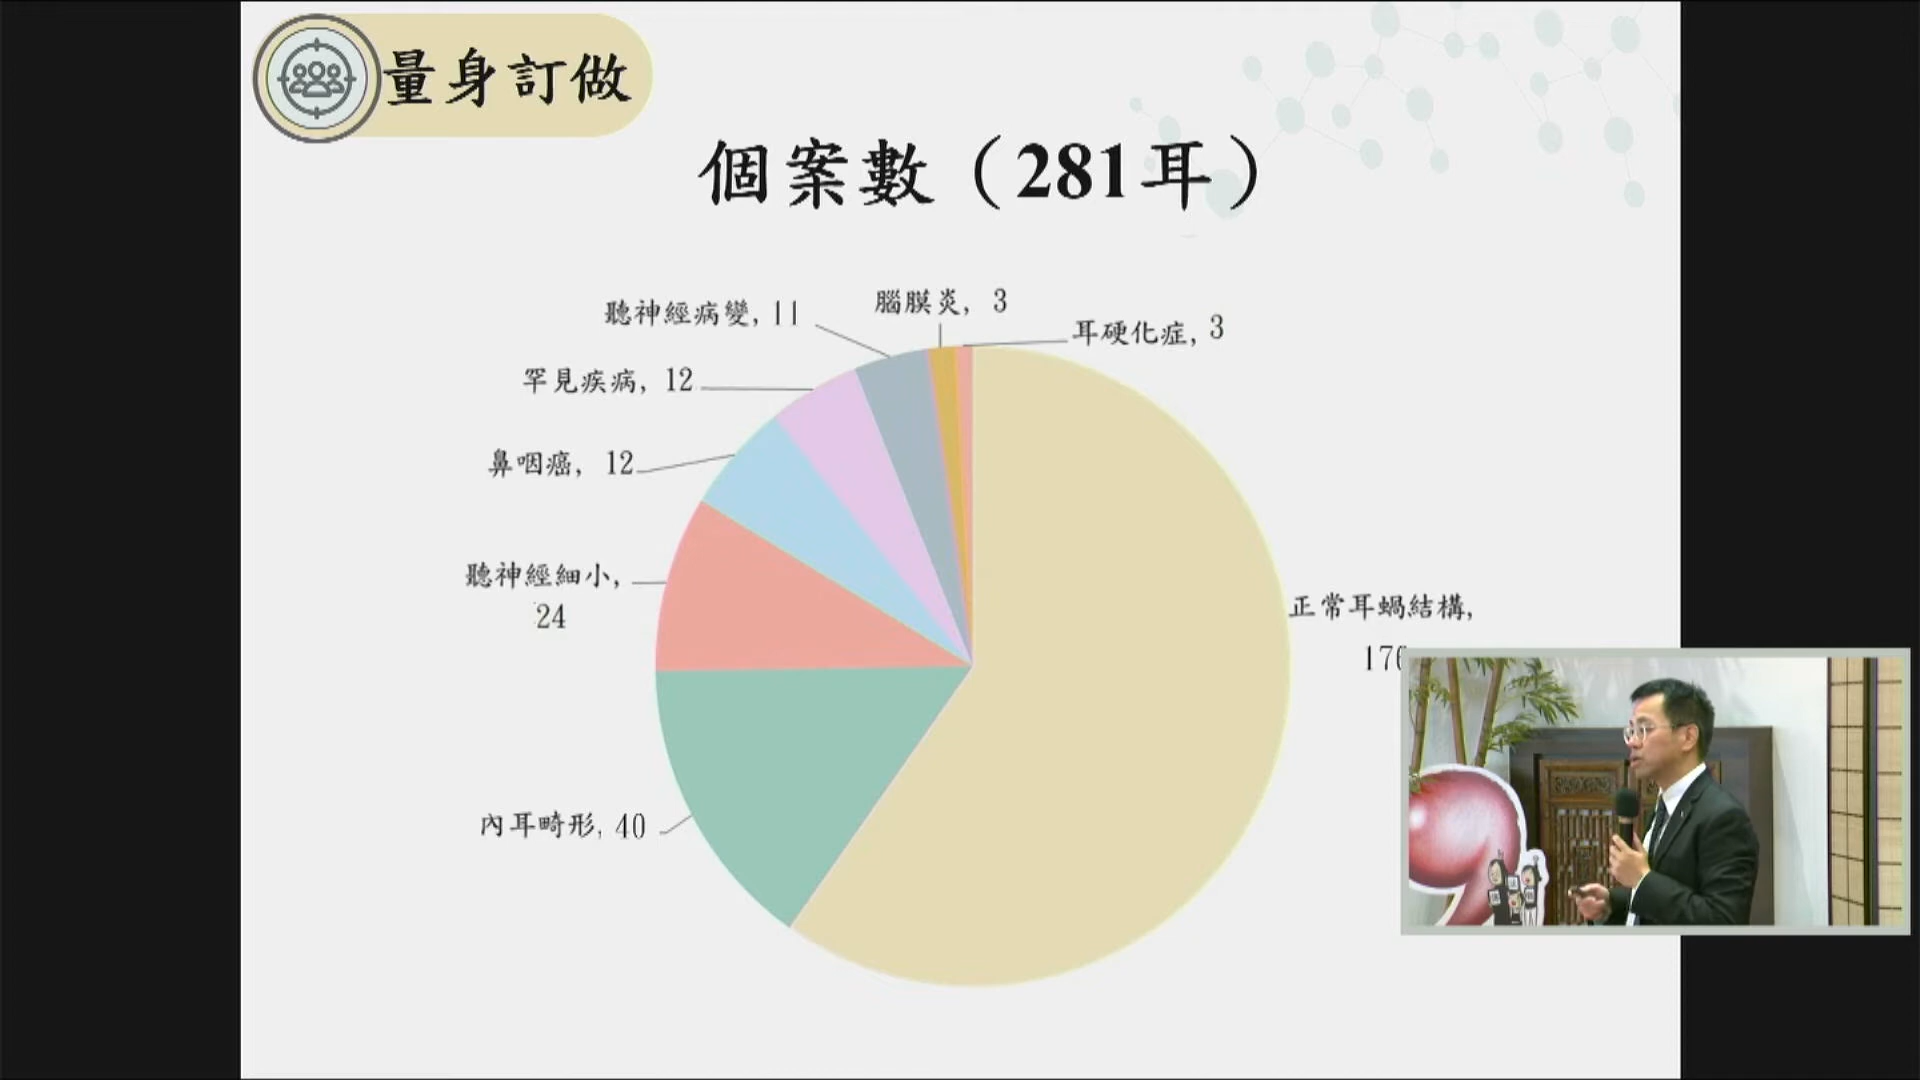 量身訂做
個案數（281耳）
聽神經病變, 11
腦膜炎, 3
耳硬化症, 3
罕見疾病, 12
鼻咽癌, 12
聽神經細小,
24
正常耳蝸結構,
內耳畸形, 40